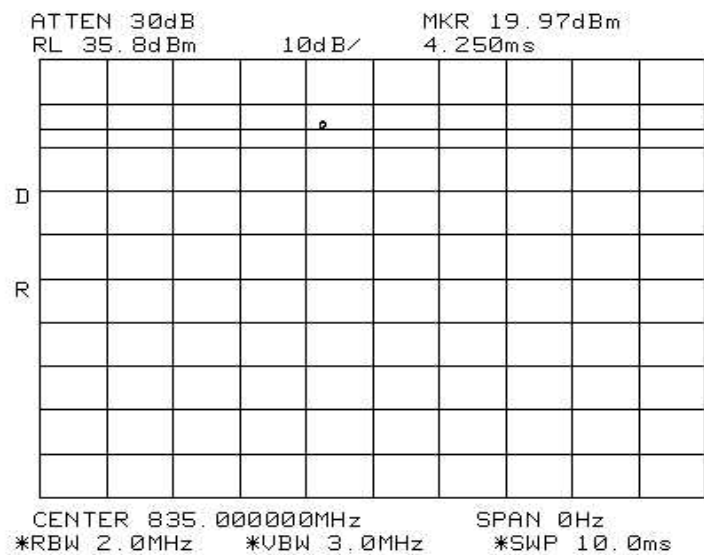 ATTEN 30dB MKR 19.97dBm
RL 35.8dBm 10dB/ 4.250ms
D
R
CENTER 835.000000MHz SPAN 0Hz
*RBW 2.0MHz *VBW 3.0MHz *SWP 10.0ms